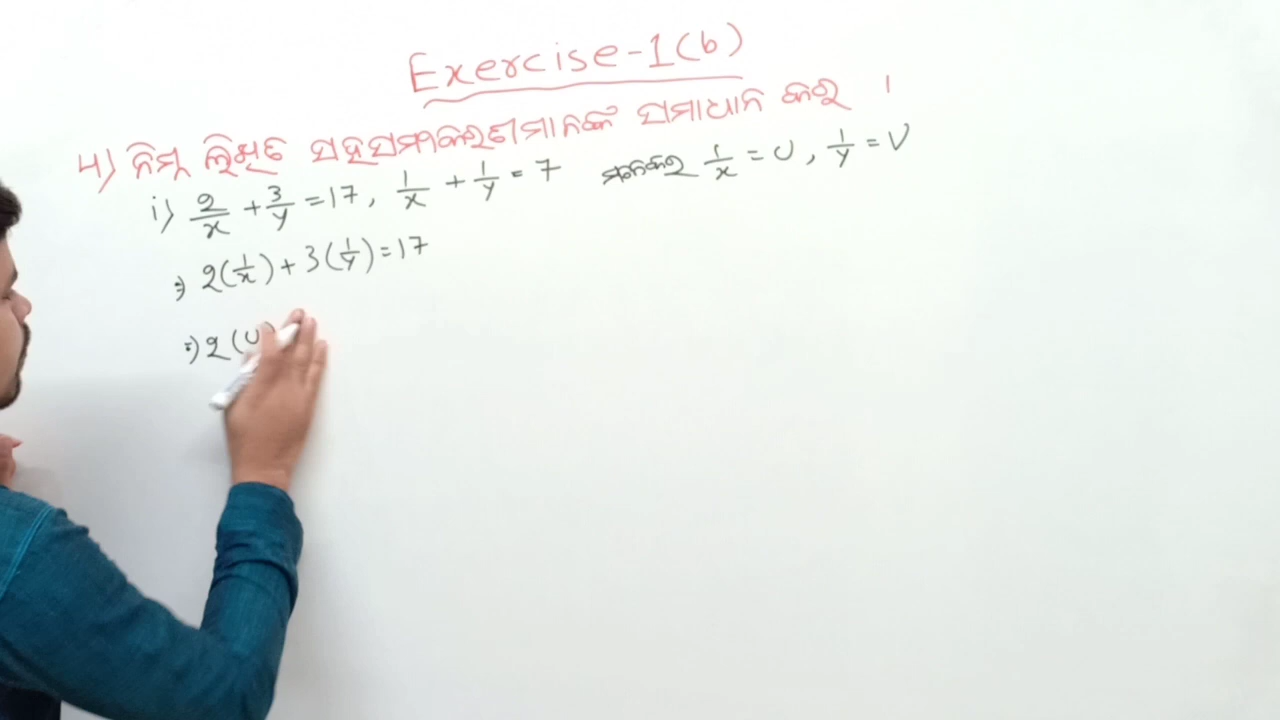 Exercise-1(b)
4) ନିମ୍ନ ଲିଖିତ ସହସମୀକରଣମାନଙ୍କ ସମାଧାନ କର ।
i) 2/x + 3/y = 17, 1/x + 1/y = 7 ମନେକର 1/x = U, 1/y = V
⇒ 2(1/x) + 3(1/y) = 17
⇒ 2(U)